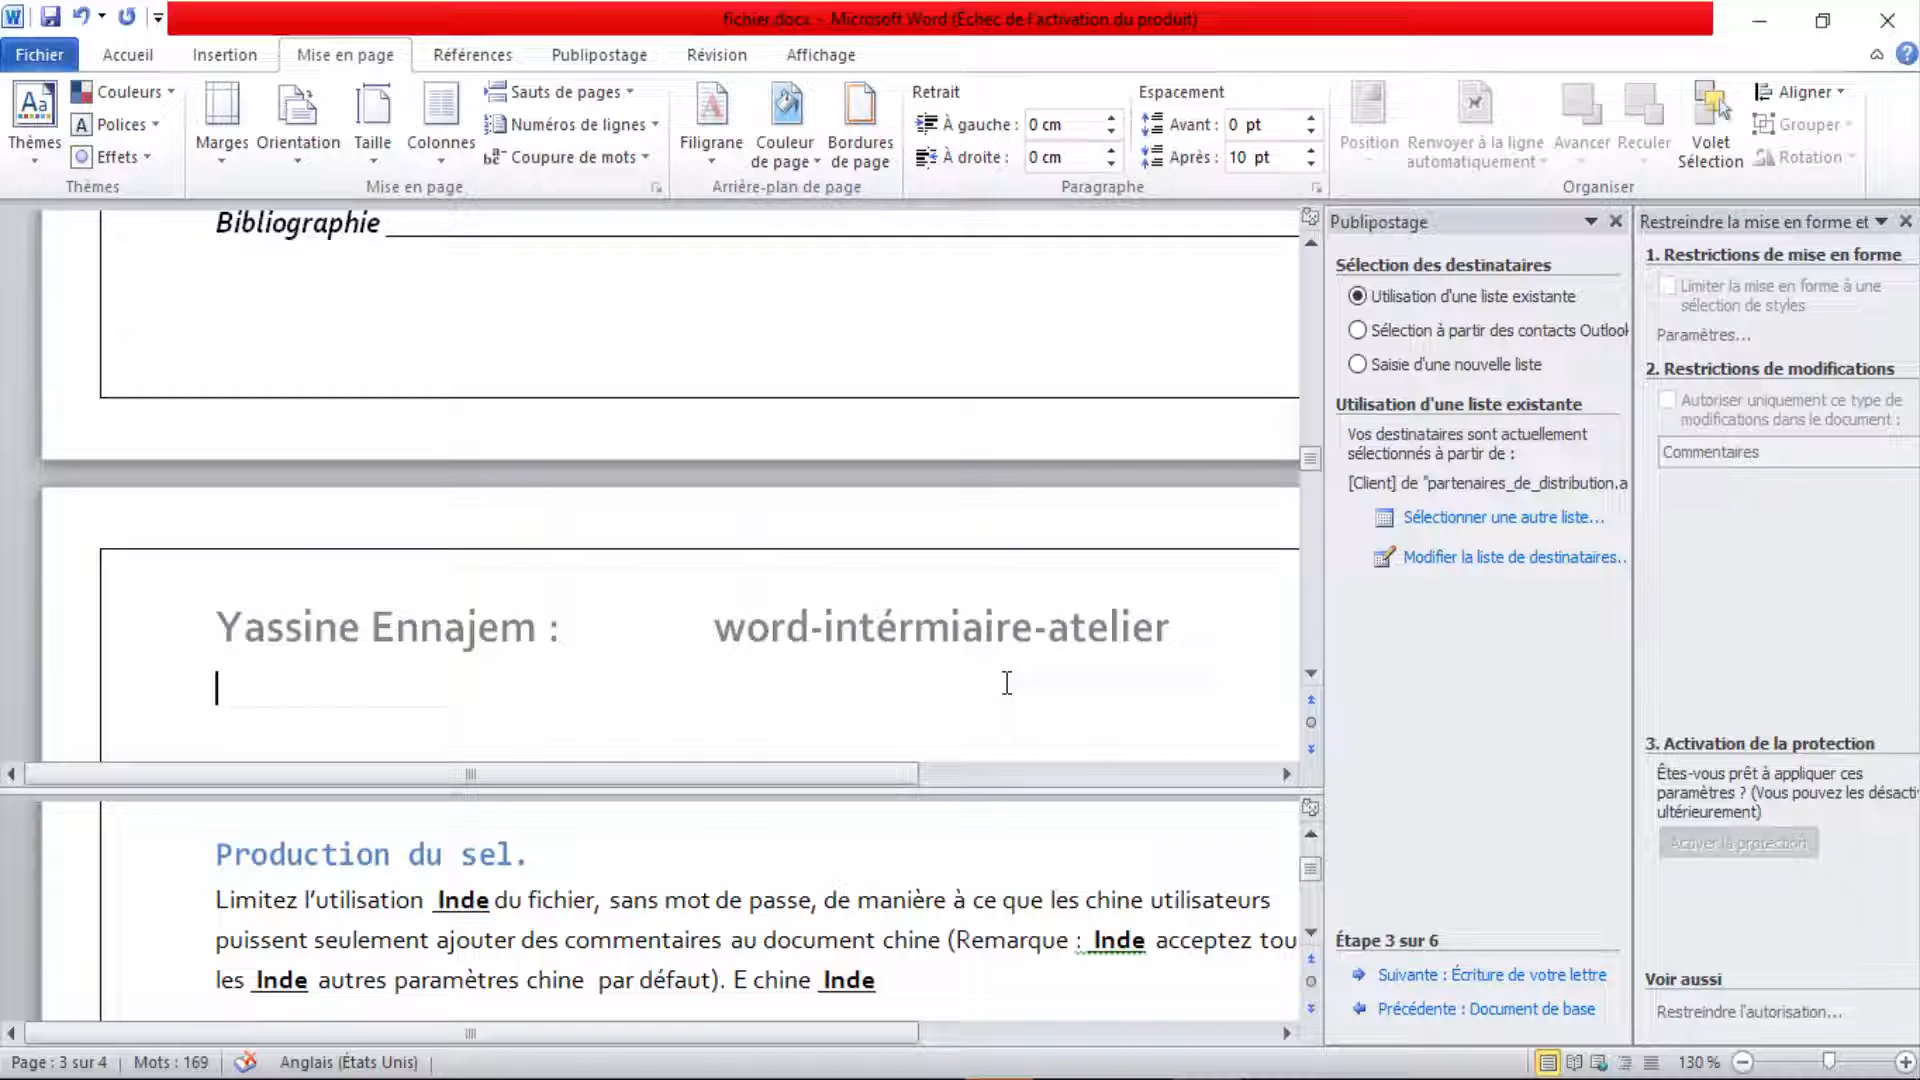 fichier.docx - Microsoft Word (Échec de l'activation du produit)
Fichier Accueil Insertion Mise en page Références Publipostage Révision Affichage
Thèmes
Couleurs
Polices
Effets
Thèmes
Marges
Orientation
Taille
Colonnes
Sauts de pages
Numéros de lignes
Coupure de mots
Mise en page
Filigrane
Couleur de page
Bordures de page
Arrière-plan de page
Retrait
À gauche : 0 cm
À droite : 0 cm
Espacement
Avant : 0 pt
Après : 10 pt
Paragraphe
Position
Renvoyer à la ligne automatiquement
Avancer
Reculer
Volet Sélection
Aligner
Grouper
Rotation
Organiser
Bibliographie
Yassine Ennajem : word-intérmiaire-atelier
Production du sel.
Limitez l'utilisation Inde du fichier, sans mot de passe, de manière à ce que les chine utilisateurs
puissent seulement ajouter des commentaires au document chine (Remarque : Inde acceptez tou
les Inde autres paramètres chine par défaut). E chine Inde
Publipostage
Sélection des destinataires
Utilisation d'une liste existante
Sélection à partir des contacts Outlook
Saisie d'une nouvelle liste
Utilisation d'une liste existante
Vos destinataires sont actuellement
sélectionnés à partir de :
[Client] de "partenaires_de_distribution.a
Sélectionner une autre liste...
Modifier la liste de destinataires..
Étape 3 sur 6
Suivante : Écriture de votre lettre
Précédente : Document de base
Restreindre la mise en forme et
1. Restrictions de mise en forme
Limiter la mise en forme à une
sélection de styles
Paramètres...
2. Restrictions de modifications
Autoriser uniquement ce type de
modifications dans le document :
Commentaires
3. Activation de la protection
Êtes-vous prêt à appliquer ces
paramètres ? (Vous pouvez les désacti
ultérieurement)
Activer la protection
Voir aussi
Restreindre l'autorisation...
Page : 3 sur 4 Mots : 169 Anglais (États Unis) 130 %